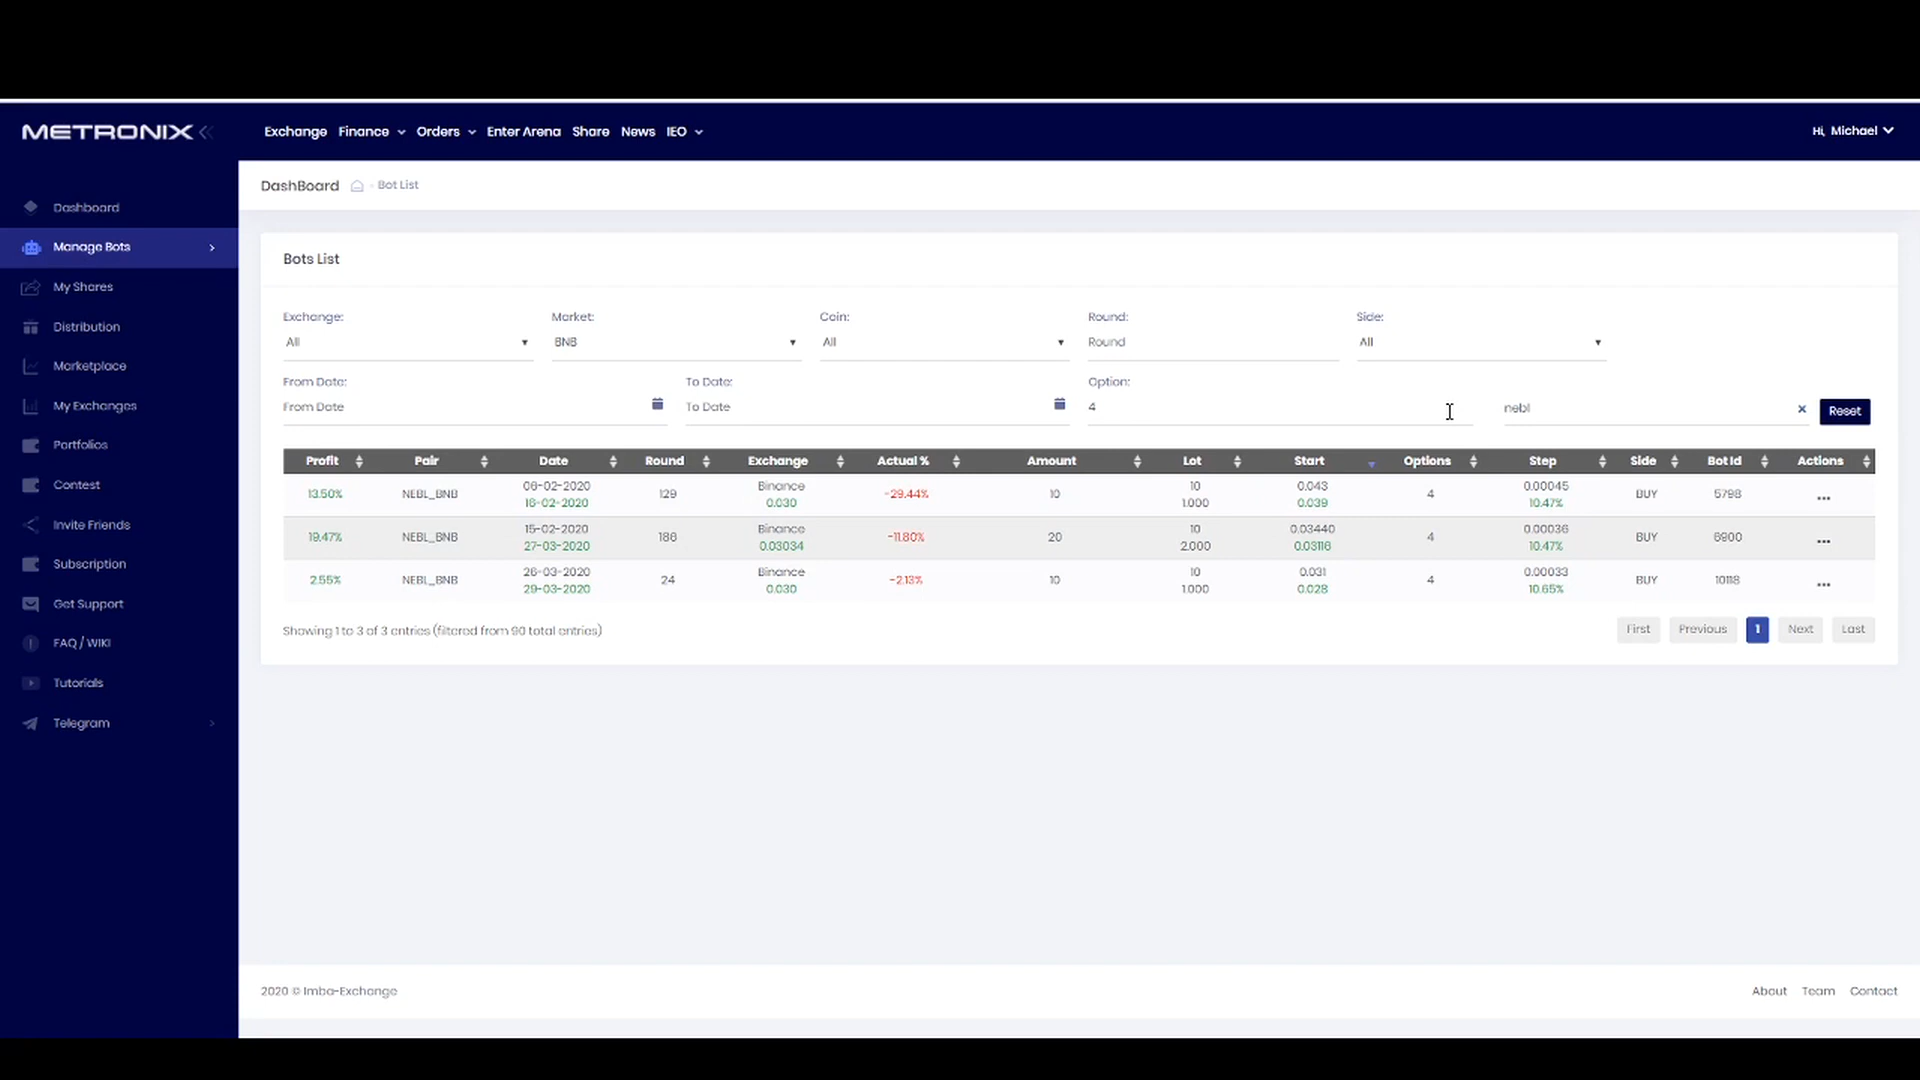 METRONIX
Exchange Finance Orders Enter Arena Share News IEO
Hi, Michael
DashBoard - Bot List
Dashboard
Manage Bots
My Shares
Distribution
Marketplace
My Exchanges
Portfolios
Contest
Invite Friends
Subscription
Get Support
FAQ / WIKI
Tutorials
Telegram
Bots List
Exchange: Market: Coin: Round: Side:
All BNB All Round All
From Date: To Date: Option:
From Date To Date 4 nebl Reset
Profit Pair Date Round Exchange Actual % Amount Lot Start Options Step Side Bot Id Actions
06-02-2020 Binance 10 0.043 0.00045
13.50% NEBL_BNB 129 -29.44% 10 4 BUY 5798 ...
16-02-2020 0.030 1.000 0.039 10.47%
15-02-2020 Binance 10 0.03440 0.00036
19.47% NEBL_BNB 186 -11.80% 20 4 BUY 6900 ...
27-03-2020 0.03034 2.000 0.03116 10.47%
26-03-2020 Binance 10 0.031 0.00033
2.55% NEBL_BNB 24 -2.13% 10 4 BUY 10118 ...
29-03-2020 0.030 1.000 0.028 10.65%
Showing 1 to 3 of 3 entries (filtered from 90 total entries)
First Previous 1 Next Last
2020 © Imba-Exchange
About Team Contact